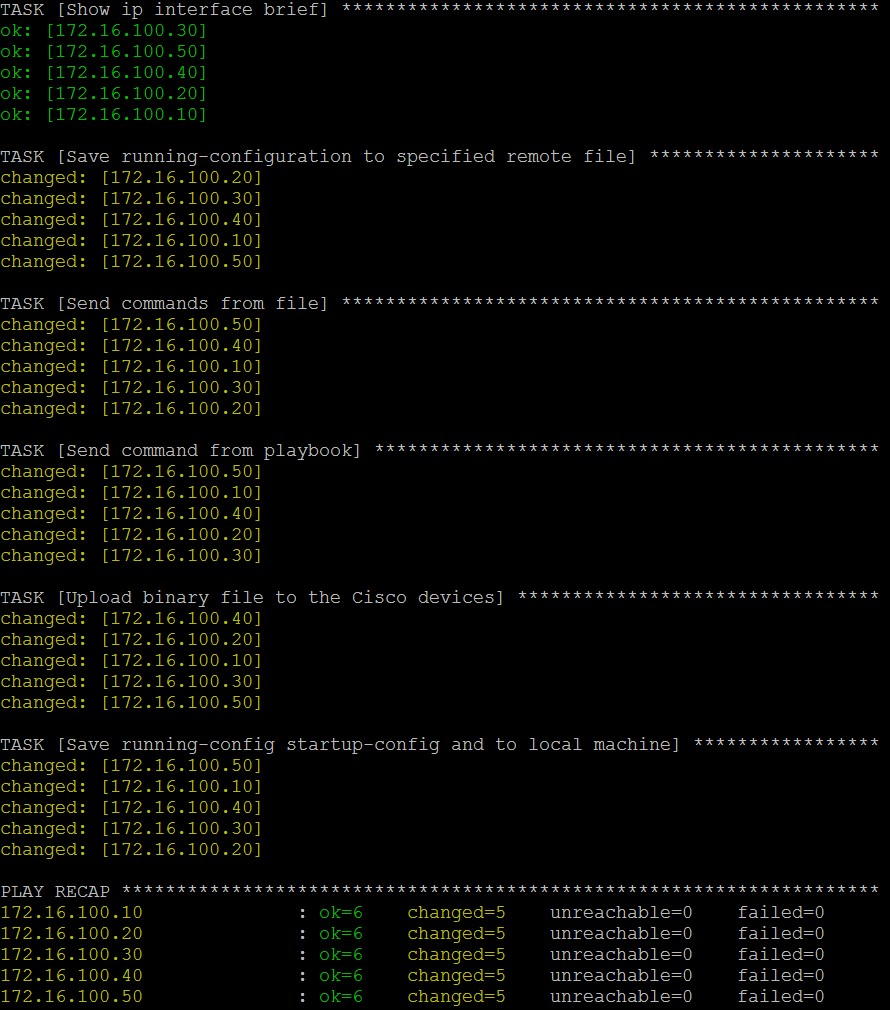 TASK [Show ip interface brief] *************************************************
ok: [172.16.100.30]
ok: [172.16.100.50]
ok: [172.16.100.40]
ok: [172.16.100.20]
ok: [172.16.100.10]
TASK [Save running-configuration to specified remote file] *********************
changed: [172.16.100.20]
changed: [172.16.100.30]
changed: [172.16.100.40]
changed: [172.16.100.10]
changed: [172.16.100.50]
TASK [Send commands from file] *************************************************
changed: [172.16.100.50]
changed: [172.16.100.40]
changed: [172.16.100.10]
changed: [172.16.100.30]
changed: [172.16.100.20]
TASK [Send command from playbook] **********************************************
changed: [172.16.100.50]
changed: [172.16.100.10]
changed: [172.16.100.40]
changed: [172.16.100.20]
changed: [172.16.100.30]
TASK [Upload binary file to the Cisco devices] *********************************
changed: [172.16.100.40]
changed: [172.16.100.20]
changed: [172.16.100.10]
changed: [172.16.100.30]
changed: [172.16.100.50]
TASK [Save running-config startup-config and to local machine] *****************
changed: [172.16.100.50]
changed: [172.16.100.10]
changed: [172.16.100.40]
changed: [172.16.100.30]
changed: [172.16.100.20]
PLAY RECAP *********************************************************************
172.16.100.10 : ok=6 changed=5 unreachable=0 failed=0
172.16.100.20 : ok=6 changed=5 unreachable=0 failed=0
172.16.100.30 : ok=6 changed=5 unreachable=0 failed=0
172.16.100.40 : ok=6 changed=5 unreachable=0 failed=0
172.16.100.50 : ok=6 changed=5 unreachable=0 failed=0